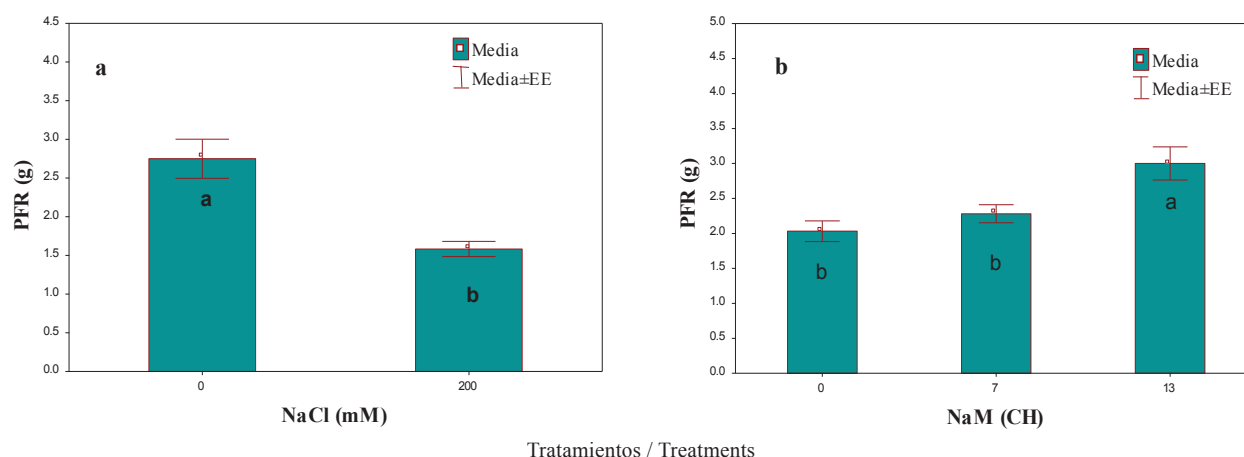 4.5
4.0
3.5
3.0
2.5
2.0
1.5
1.0
0.5
0.0
PFR (g)
a
Media
Media±EE
a
b
0
200
NaCl (mM)
5.0
4.5
4.0
3.5
3.0
2.5
2.0
1.5
1.0
0.5
0.0
PFR (g)
b
Media
Media±EE
b
b
a
0
7
13
NaM (CH)
Tratamientos / Treatments